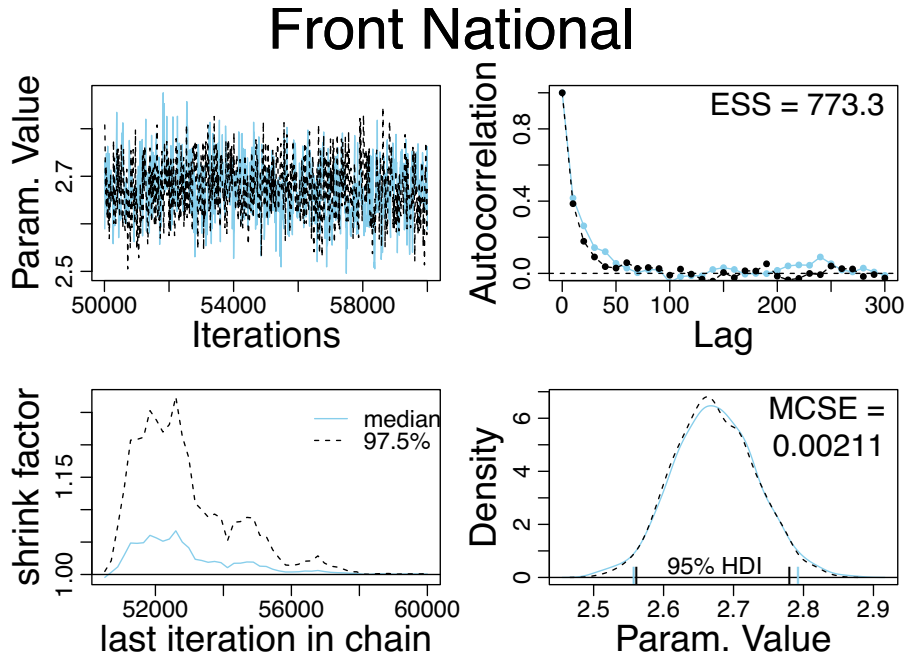 Front National
Param. Value
2.5
2.7
50000
54000
58000
Iterations
Autocorrelation
0.0
0.4
0.8
ESS = 773.3
0
50
100
200
300
Lag
shrink factor
1.00
1.15
median
97.5%
52000
56000
60000
last iteration in chain
Density
0
2
4
6
MCSE =
0.00211
95% HDI
2.5
2.6
2.7
2.8
2.9
Param. Value